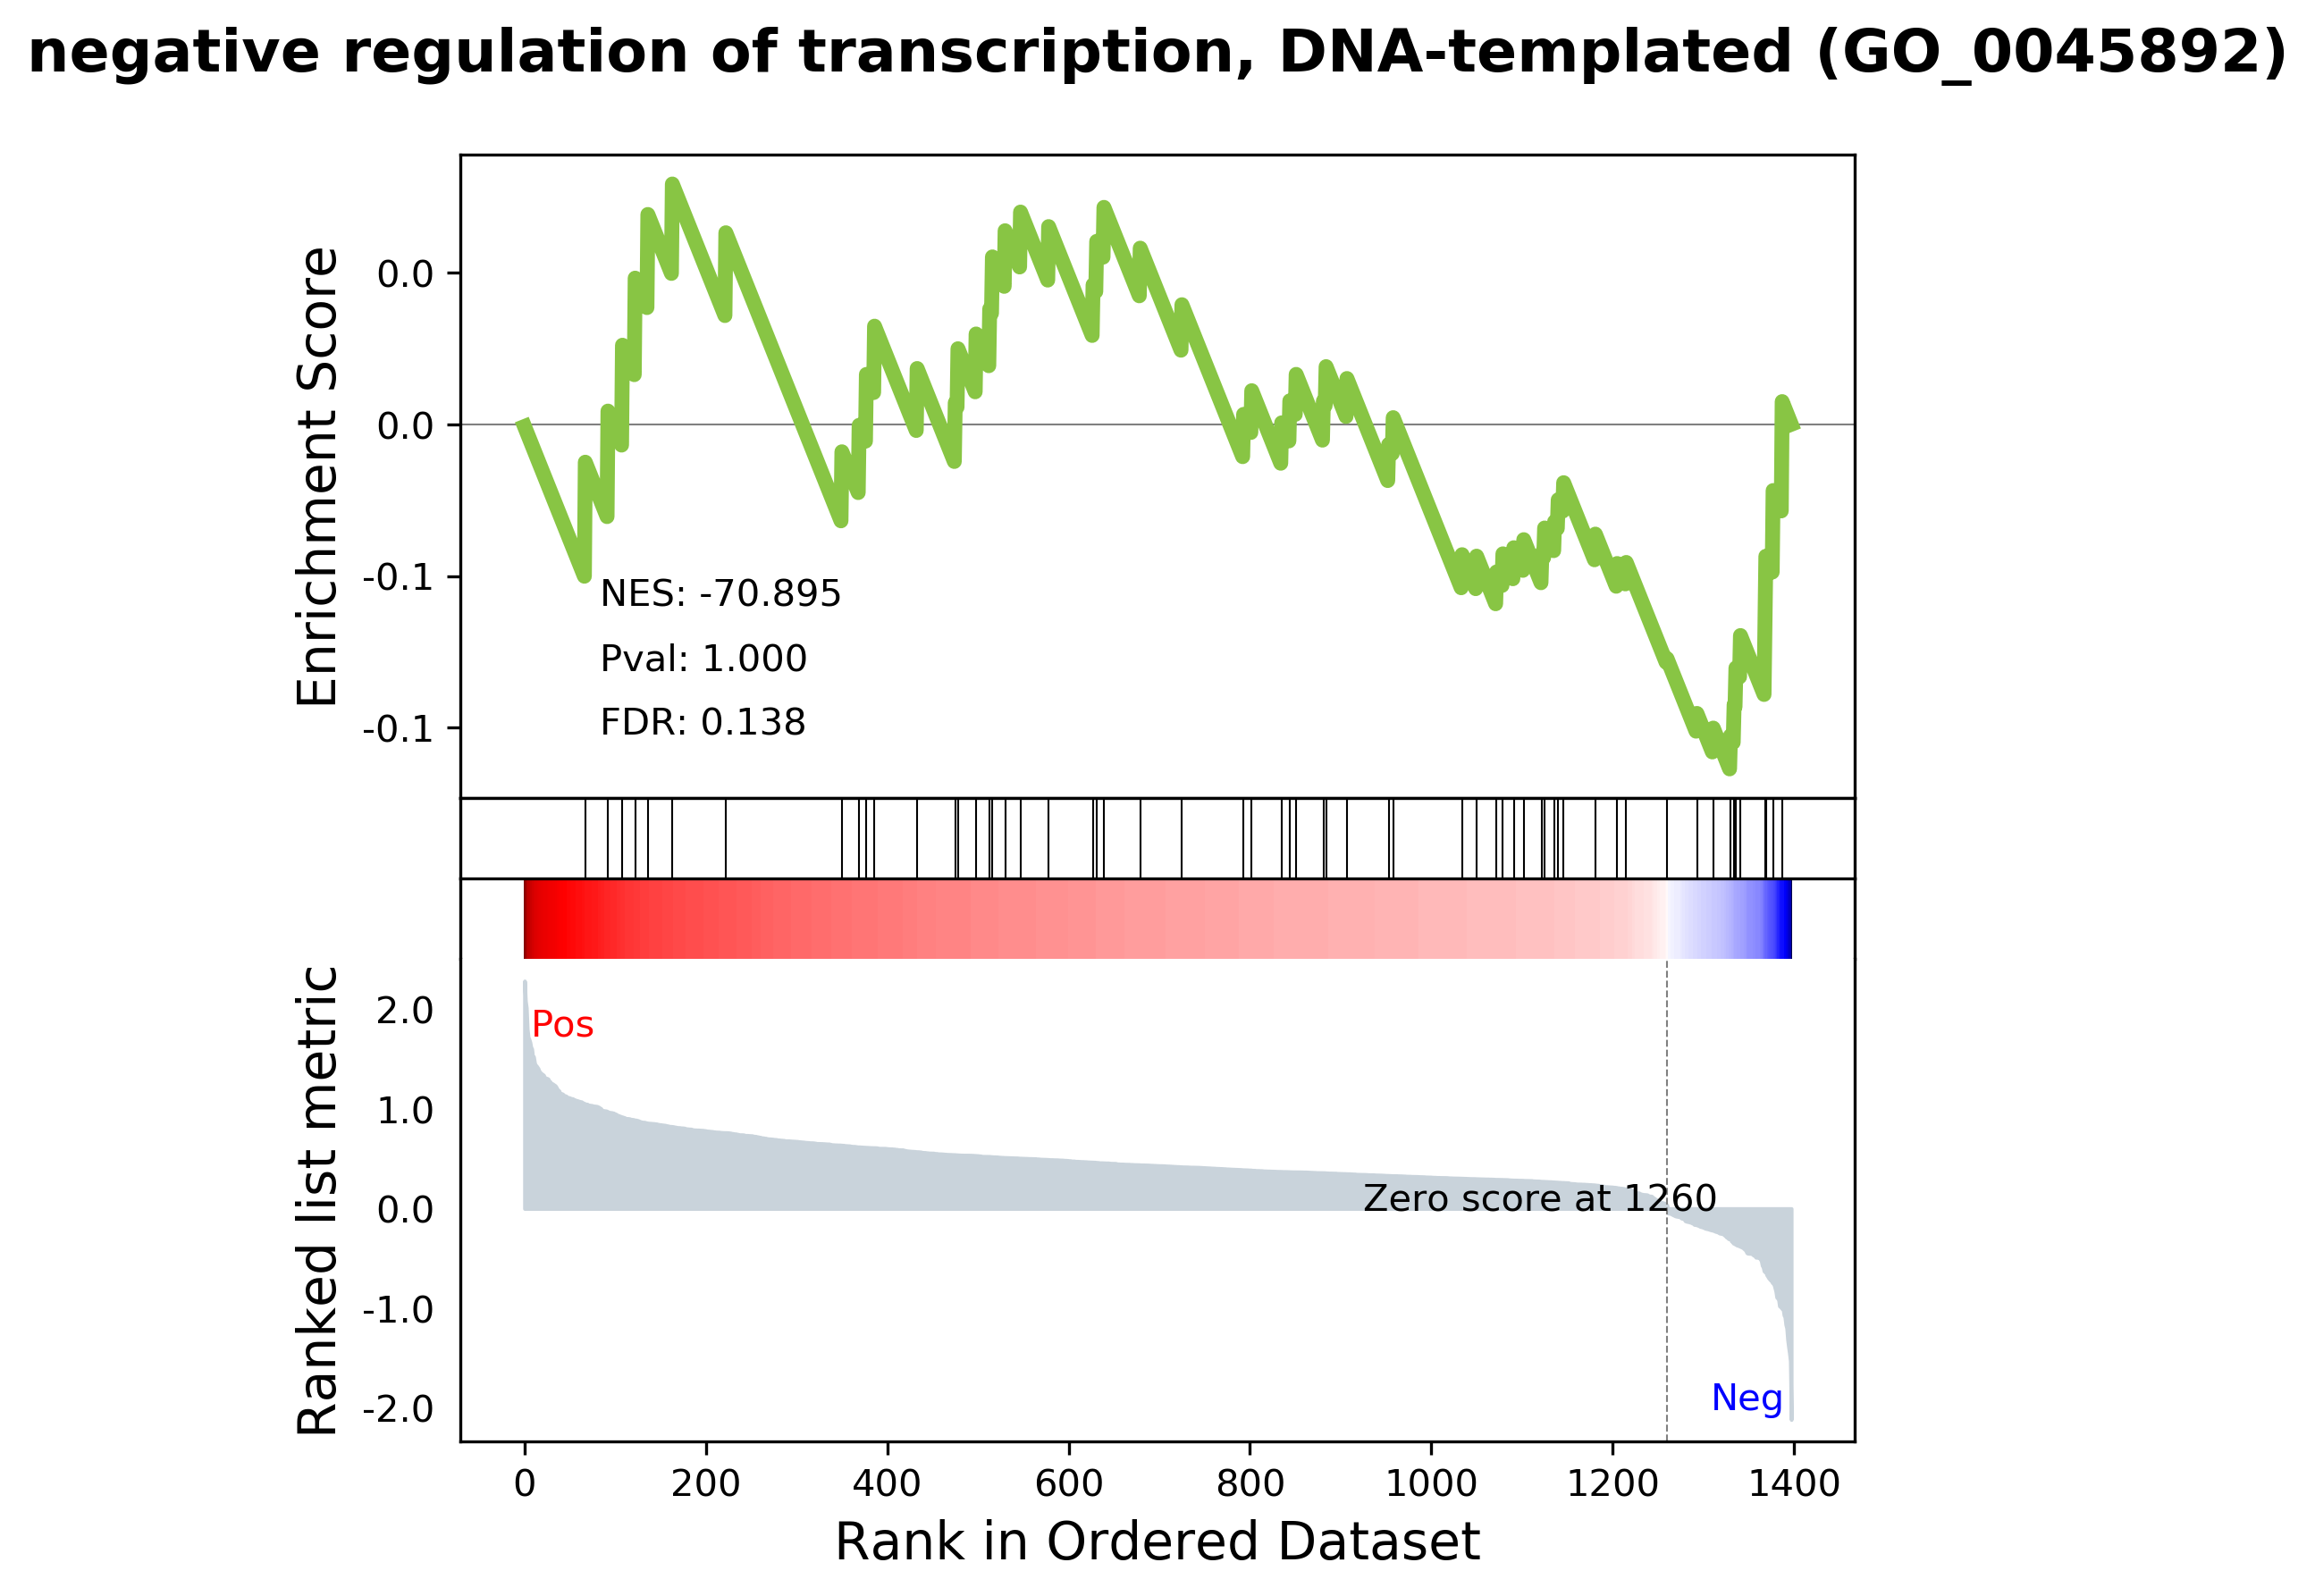 negative regulation of transcription, DNA-templated (GO_0045892)
Enrichment Score
0.0
0.0
-0.1
-0.1
NES: -70.895
Pval: 1.000
FDR: 0.138
Ranked list metric
2.0
1.0
0.0
-1.0
-2.0
Pos
Zero score at 1260
Neg
0 200 400 600 800 1000 1200 1400
Rank in Ordered Dataset